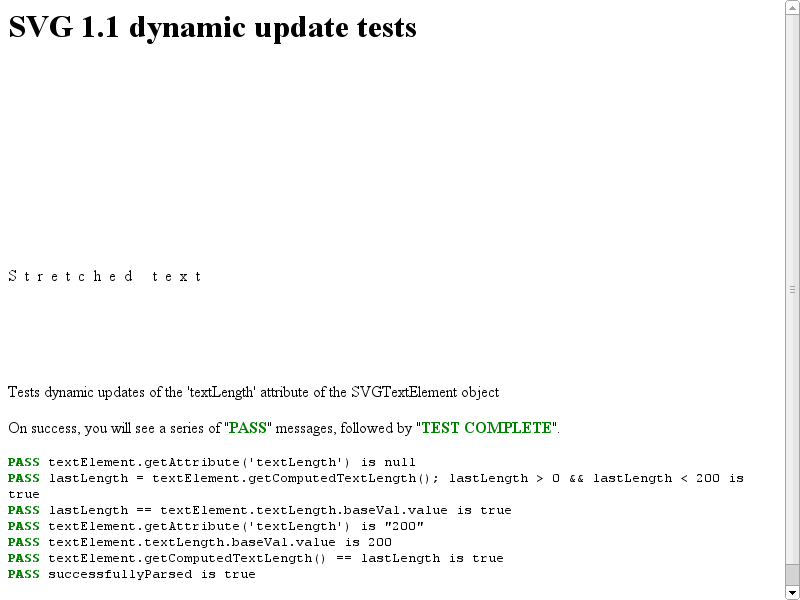 SVG 1.1 dynamic update tests
S t r e t c h e d t e x t
Tests dynamic updates of the 'textLength' attribute of the SVGTextElement object
On success, you will see a series of "PASS" messages, followed by "TEST COMPLETE".
PASS textElement.getAttribute('textLength') is null
PASS lastLength = textElement.getComputedTextLength(); lastLength > 0 && lastLength < 200 is
true
PASS lastLength == textElement.textLength.baseVal.value is true
PASS textElement.getAttribute('textLength') is "200"
PASS textElement.textLength.baseVal.value is 200
PASS textElement.getComputedTextLength() == lastLength is true
PASS successfullyParsed is true